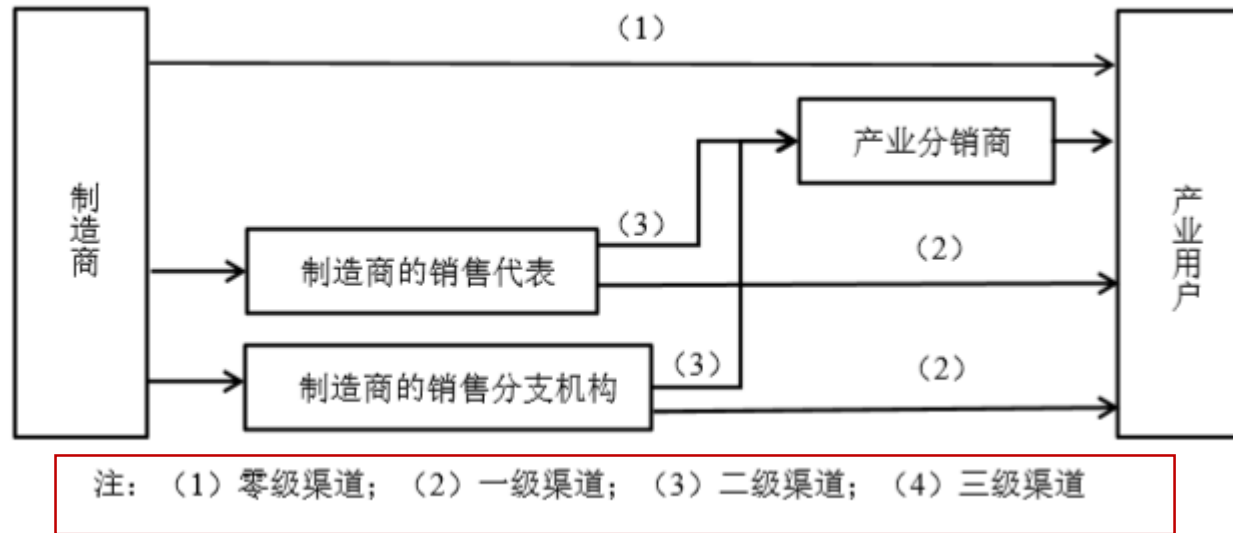 （1）
制造商
产业分销商
产业用户
（3）
（2）
制造商的销售代表
（3）
（2）
制造商的销售分支机构
注：（1）零级渠道；（2）一级渠道；（3）二级渠道；（4）三级渠道